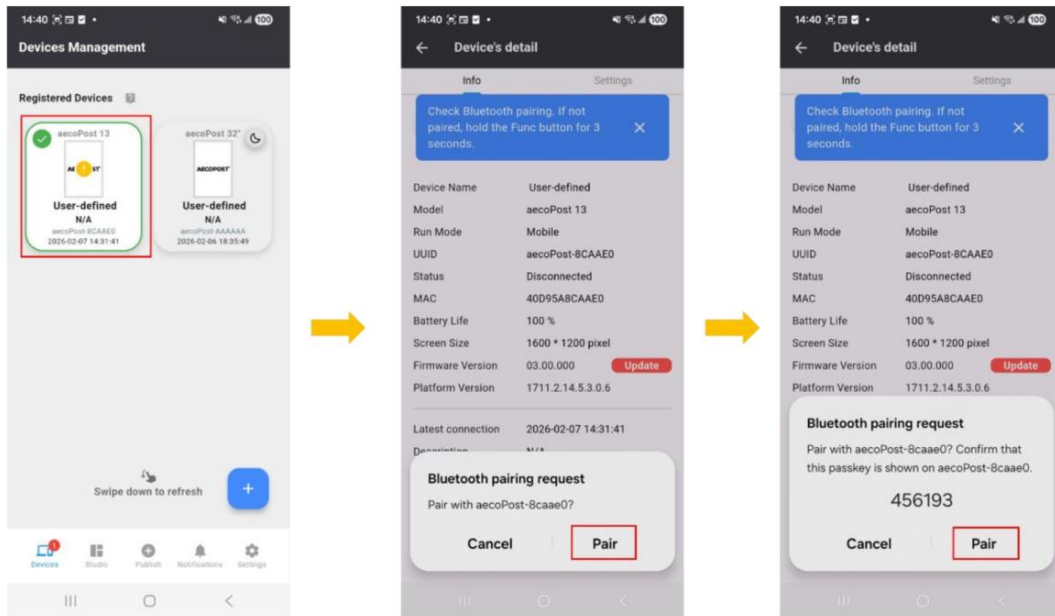 14:40
100
Devices Management
Registered Devices
aecoPost 13
User-defined
N/A
aecoPost-8CAAE0
2026-02-07 14:31:41
aecoPost 32"
AECOPOST
User-defined
N/A
aecoPost-AAAAAA
2026-02-06 18:35:49
Swipe down to refresh
+
1
Devices
Studio
Publish
Notifications
Settings
14:40
100
Device's detail
Info
Settings
Check Bluetooth pairing. If not
paired, hold the Func button for 3
seconds.
Device Name User-defined
Model aecoPost 13
Run Mode Mobile
UUID aecoPost-8CAAE0
Status Disconnected
MAC 40D95A8CAAE0
Battery Life 100 %
Screen Size 1600 * 1200 pixel
Firmware Version 03.00.000 Update
Platform Version 1711.2.14.5.3.0.6
Latest connection 2026-02-07 14:31:41
Description N/A
Bluetooth pairing request
Pair with aecoPost-8caae0?
Cancel
Pair
14:40
100
Device's detail
Info
Settings
Check Bluetooth pairing. If not
paired, hold the Func button for 3
seconds.
Device Name User-defined
Model aecoPost 13
Run Mode Mobile
UUID aecoPost-8CAAE0
Status Disconnected
MAC 40D95A8CAAE0
Battery Life 100 %
Screen Size 1600 * 1200 pixel
Firmware Version 03.00.000 Update
Platform Version 1711.2.14.5.3.0.6
Bluetooth pairing request
Pair with aecoPost-8caae0? Confirm that
this passkey is shown on aecoPost-8caae0.
456193
Cancel
Pair